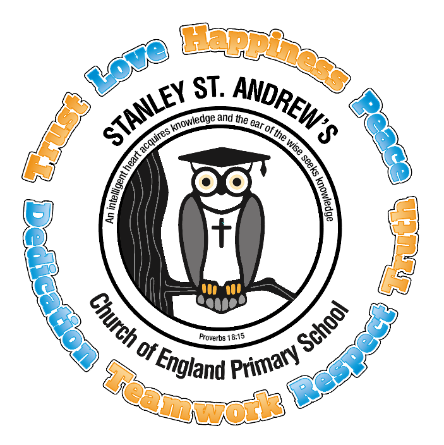 Happiness
Peace
Truth
Respect
Teamwork
Dedication
Trust
Love
STANLEY ST. ANDREW'S
An intelligent heart acquires knowledge and the ear of the wise seeks knowledge
Proverbs 18:15
Church of England Primary School